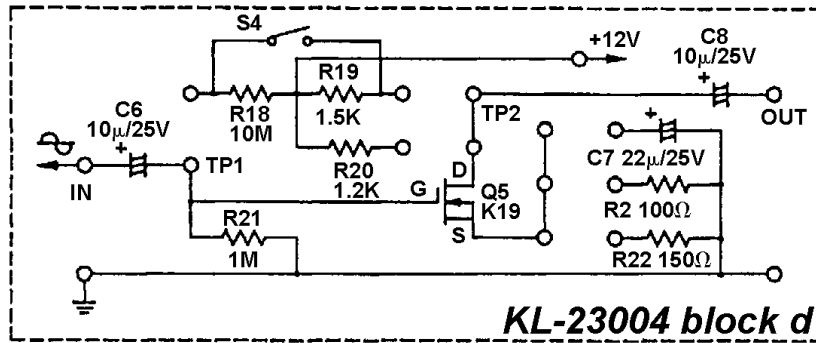 S4
+12V
C8
10µ/25V
+
R19
1.5K
R18
10M
TP2
OUT
C6
10µ/25V
+
TP1
IN
R20
1.2K
+
C7 22µ/25V
D
G
Q5
K19
S
R2 100Ω
R21
1M
R22 150Ω
KL-23004 block d